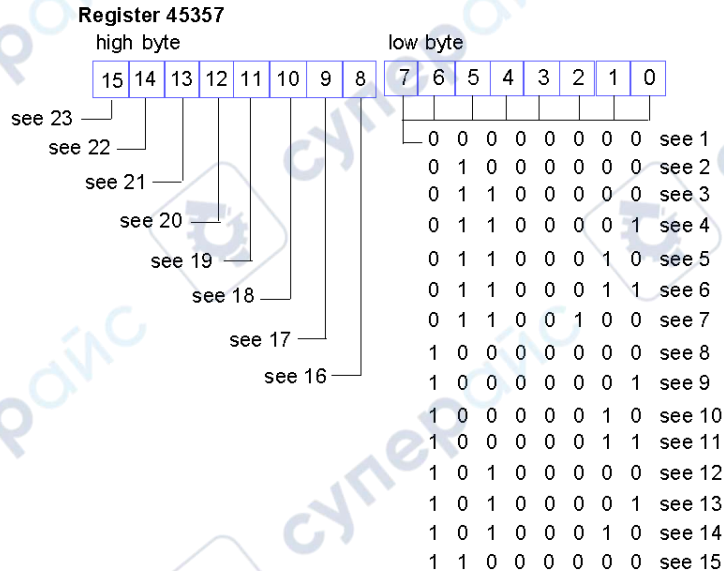 Register 45357
high byte low byte
15 14 13 12 11 10 9 8 7 6 5 4 3 2 1 0
see 23
see 22
see 21
see 20
see 19
see 18
see 17
see 16
0 0 0 0 0 0 0 0 see 1
0 1 0 0 0 0 0 0 see 2
0 1 1 0 0 0 0 0 see 3
0 1 1 0 0 0 0 1 see 4
0 1 1 0 0 0 1 0 see 5
0 1 1 0 0 0 1 1 see 6
0 1 1 0 0 1 0 0 see 7
1 0 0 0 0 0 0 0 see 8
1 0 0 0 0 0 0 1 see 9
1 0 0 0 0 0 1 0 see 10
1 0 0 0 0 0 1 1 see 11
1 0 1 0 0 0 0 0 see 12
1 0 1 0 0 0 0 1 see 13
1 0 1 0 0 0 1 0 see 14
1 1 0 0 0 0 0 0 see 15
суперайс